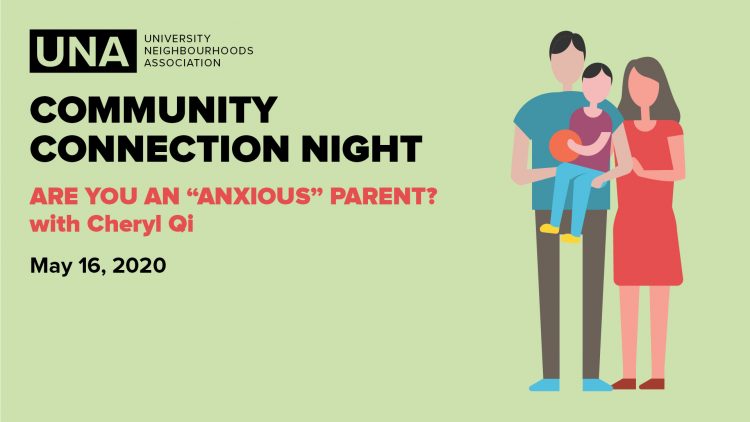 UNA
UNIVERSITY
NEIGHBOURHOODS
ASSOCIATION
COMMUNITY
CONNECTION NIGHT
ARE YOU AN “ANXIOUS” PARENT?
with Cheryl Qi
May 16, 2020